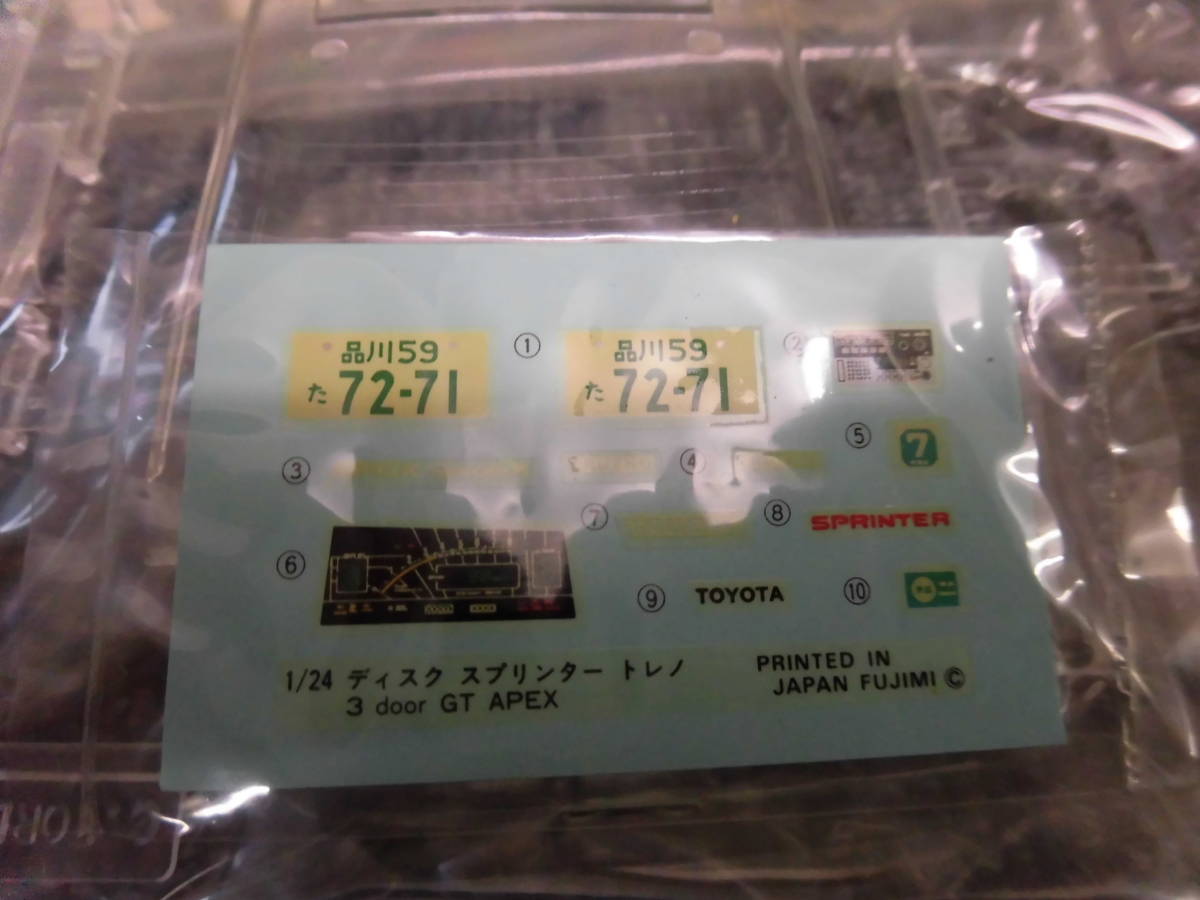 品川59
た 72-71
①
品川59
た 72-71
②
③
④
⑤
7
⑥
⑦
⑧
SPRINTER
⑨
TOYOTA
⑩
1/24 ディスク スプリンター トレノ
3 door GT APEX
PRINTED IN
JAPAN FUJIMI ©